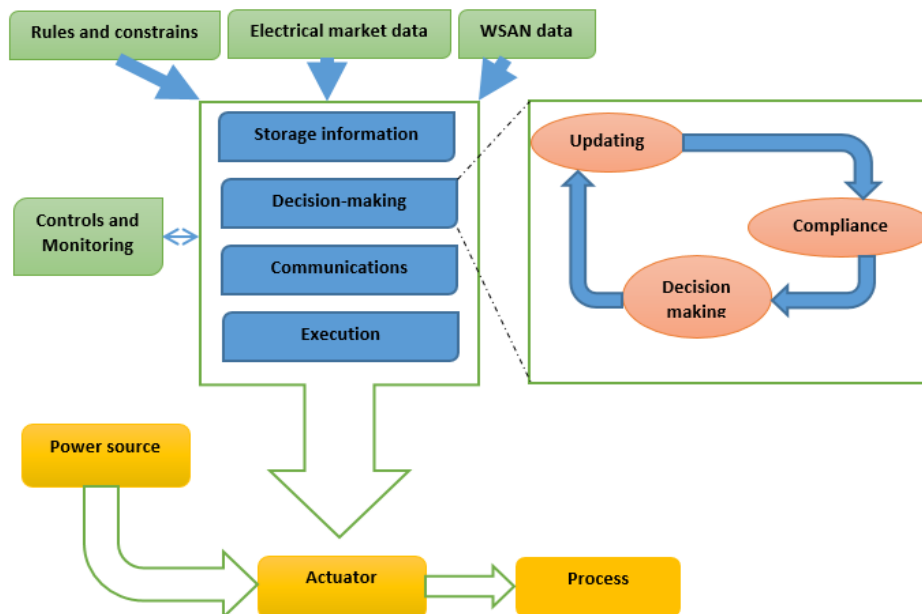 Rules and constrains
Electrical market data
WSAN data
Storage information
Decision-making
Communications
Execution
Controls and
Monitoring
Updating
Compliance
Decision
making
Power source
Actuator
Process